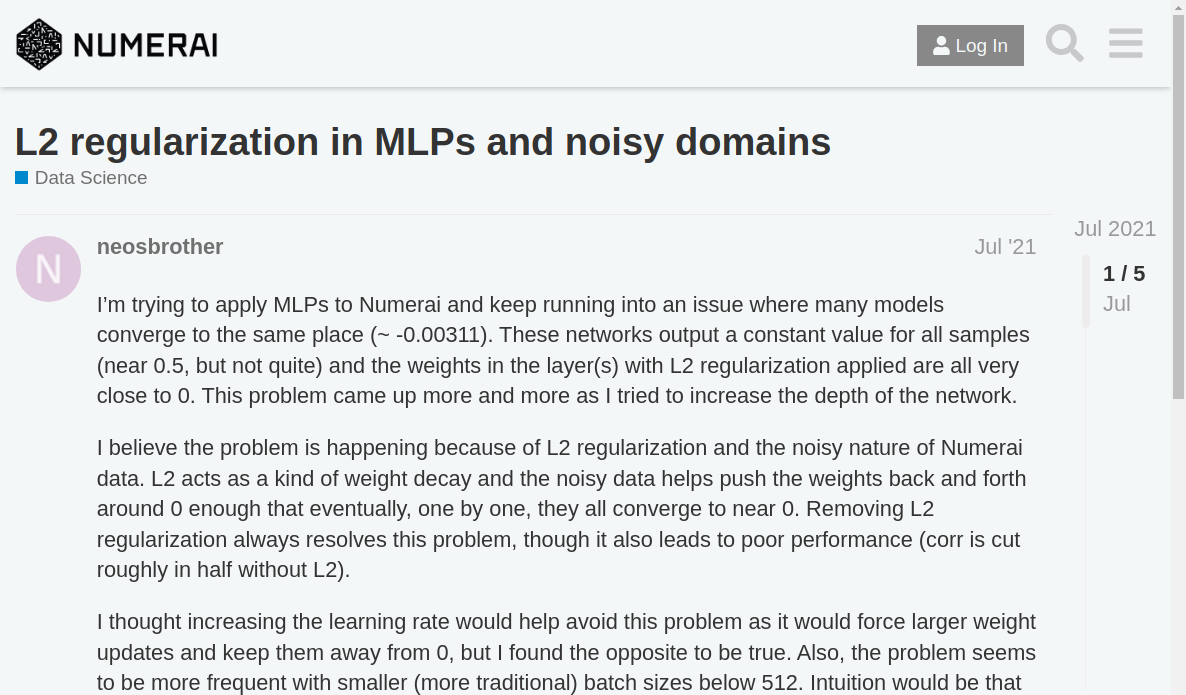 NUMERAI
Log In
L2 regularization in MLPs and noisy domains
Data Science
Jul 2021
N
neosbrother
Jul '21
1 / 5
Jul
I’m trying to apply MLPs to Numerai and keep running into an issue where many models
converge to the same place (~ -0.00311). These networks output a constant value for all samples
(near 0.5, but not quite) and the weights in the layer(s) with L2 regularization applied are all very
close to 0. This problem came up more and more as I tried to increase the depth of the network.
I believe the problem is happening because of L2 regularization and the noisy nature of Numerai
data. L2 acts as a kind of weight decay and the noisy data helps push the weights back and forth
around 0 enough that eventually, one by one, they all converge to near 0. Removing L2
regularization always resolves this problem, though it also leads to poor performance (corr is cut
roughly in half without L2).
I thought increasing the learning rate would help avoid this problem as it would force larger weight
updates and keep them away from 0, but I found the opposite to be true. Also, the problem seems
to be more frequent with smaller (more traditional) batch sizes below 512. Intuition would be that